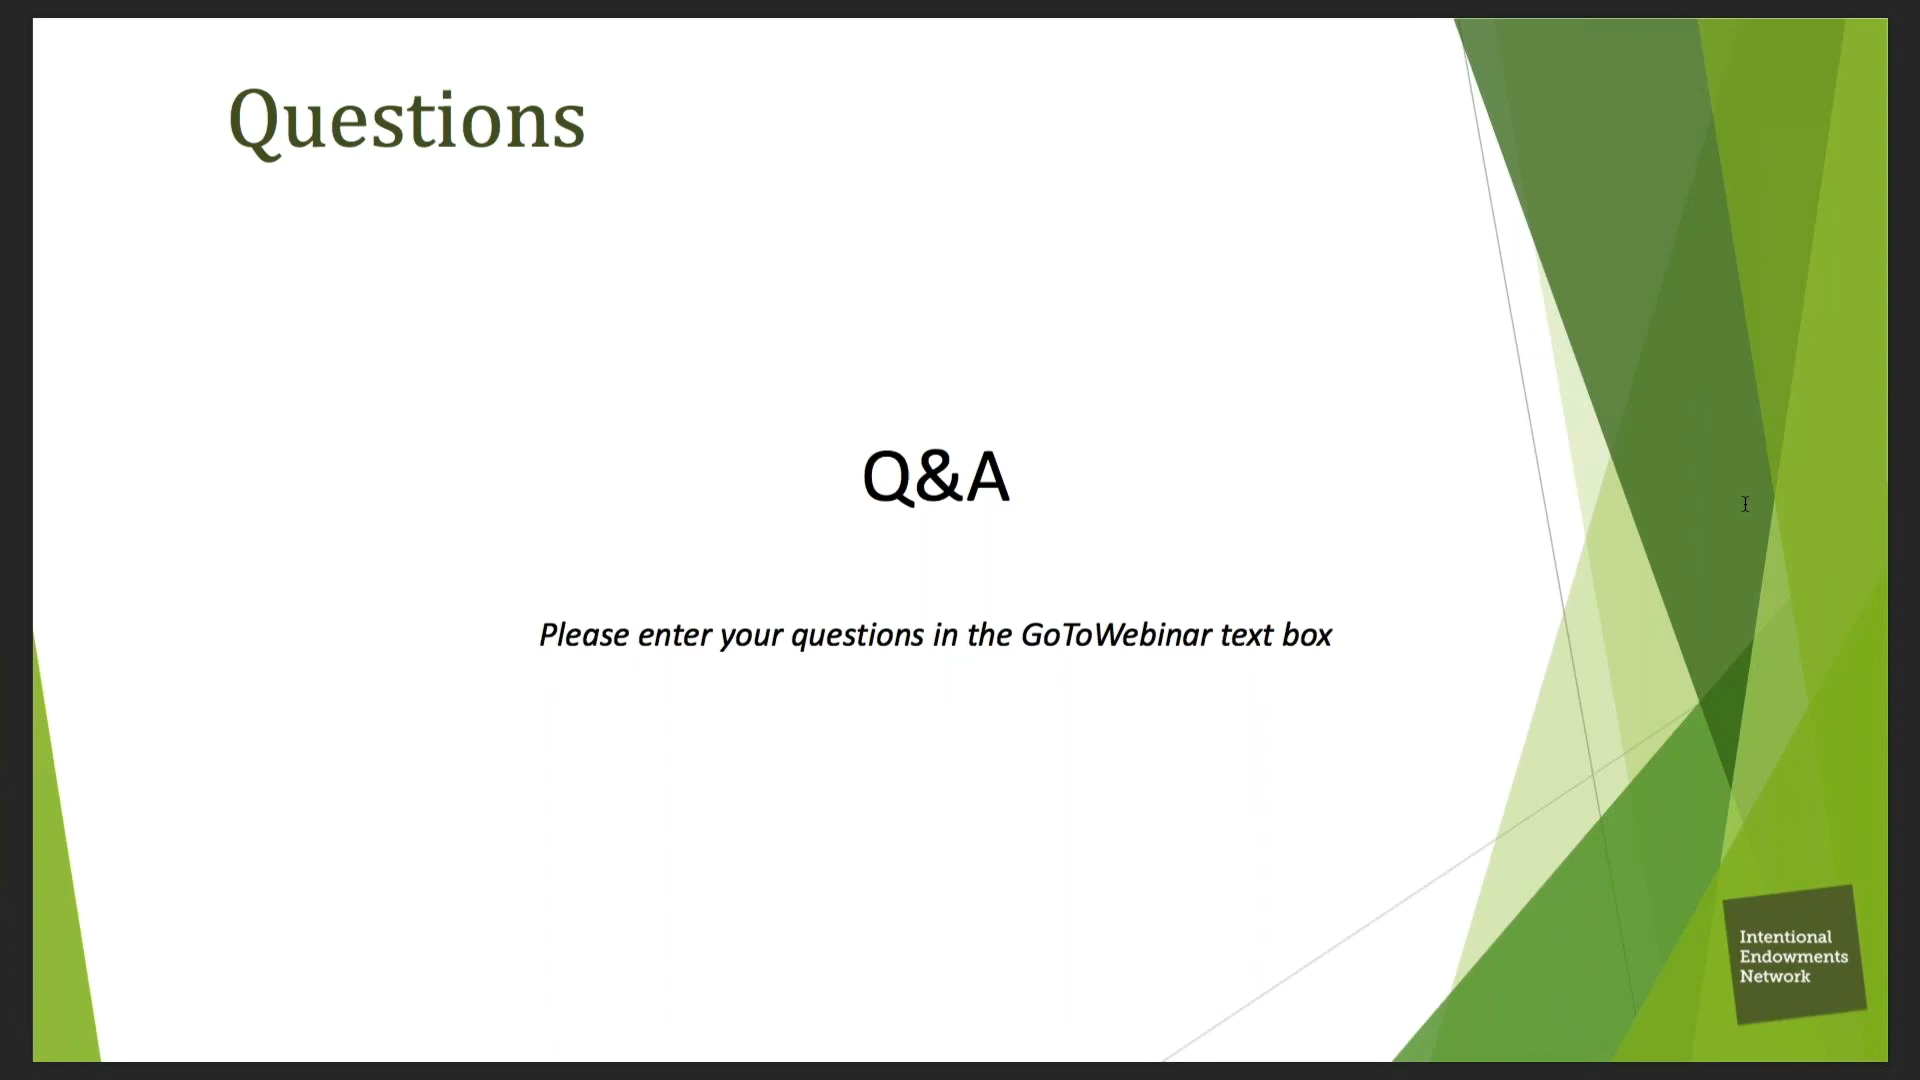 Questions
Q&A
Please enter your questions in the GoToWebinar text box
Intentional
Endowments
Network